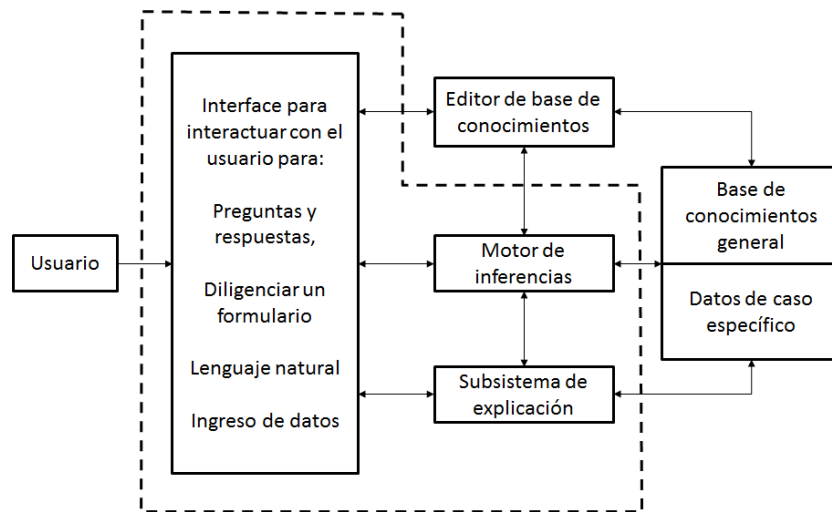 Usuario
Interface para
interactuar con el
usuario para:
Preguntas y
respuestas,
Diligenciar un
formulario
Lenguaje natural
Ingreso de datos
Editor de base de
conocimientos
Motor de
inferencias
Subsistema de
explicación
Base de
conocimientos
general
Datos de caso
específico